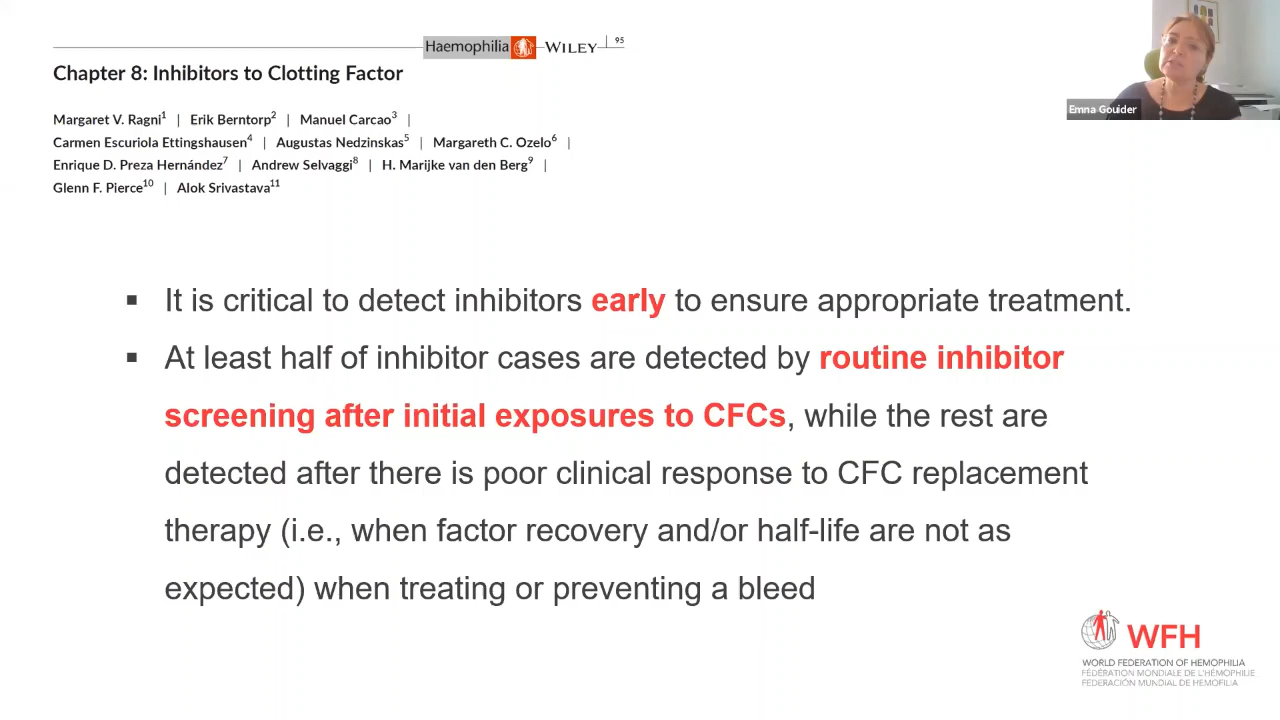 Haemophilia WILEY 95
Chapter 8: Inhibitors to Clotting Factor
Margaret V. Ragni1 | Erik Berntorp2 | Manuel Carcao3 |
Carmen Escuriola Ettingshausen4 | Augustas Nedzinskas5 | Margareth C. Ozelo6 |
Enrique D. Preza Hernández7 | Andrew Selvaggi8 | H. Marijke van den Berg9 |
Glenn F. Pierce10 | Alok Srivastava11
Emna Gouider
▪ It is critical to detect inhibitors early to ensure appropriate treatment.
▪ At least half of inhibitor cases are detected by routine inhibitor
screening after initial exposures to CFCs, while the rest are
detected after there is poor clinical response to CFC replacement
therapy (i.e., when factor recovery and/or half-life are not as
expected) when treating or preventing a bleed
WFH
WORLD FEDERATION OF HEMOPHILIA
FÉDÉRATION MONDIALE DE L'HÉMOPHILIE
FEDERACIÓN MUNDIAL DE HEMOFILIA